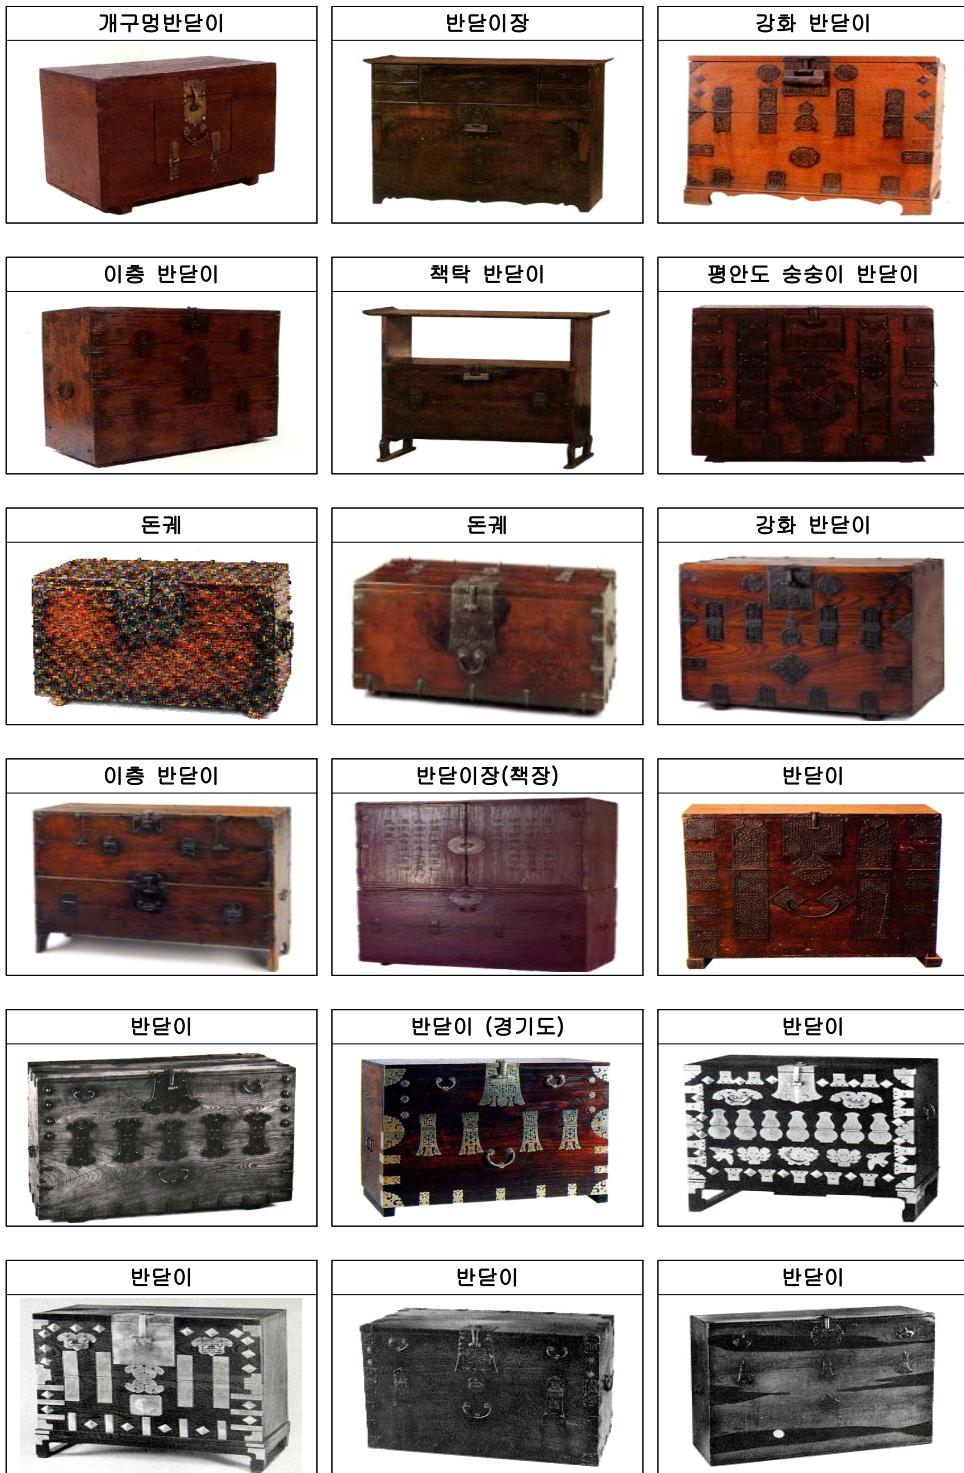 개구멍반닫이
반닫이장
강화 반닫이
이층 반닫이
책탁 반닫이
평안도 숭숭이 반닫이
돈궤
돈궤
강화 반닫이
이층 반닫이
반닫이장(책장)
반닫이
반닫이
반닫이 (경기도)
반닫이
반닫이
반닫이
반닫이